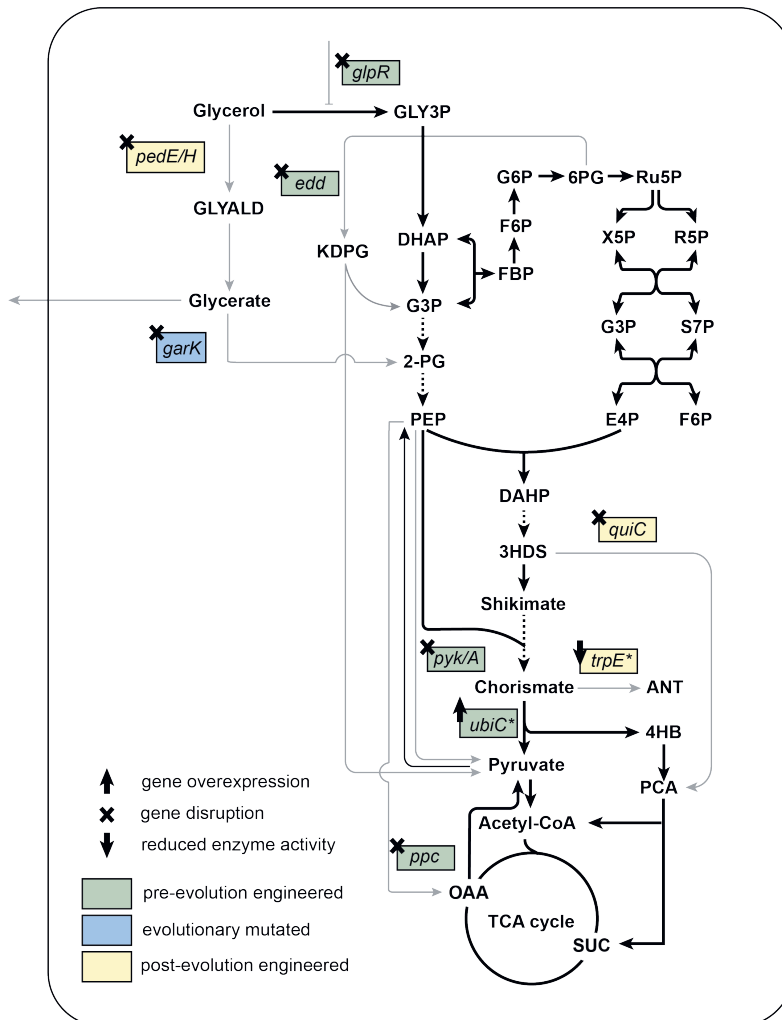 glpR
Glycerol
GLY3P
pedE/H
edd
G6P
6PG
Ru5P
GLYALD
F6P
X5P
R5P
KDPG
DHAP
FBP
Glycerate
G3P
G3P
S7P
garK
2-PG
PEP
E4P
F6P
DAHP
quiC
3HDS
Shikimate
pyk/A
trpE*
Chorismate
ANT
ubiC*
4HB
Pyruvate
gene overexpression
PCA
gene disruption
Acetyl-CoA
reduced enzyme activity
ppc
pre-evolution engineered
OAA
TCA cycle
evolutionary mutated
SUC
post-evolution engineered